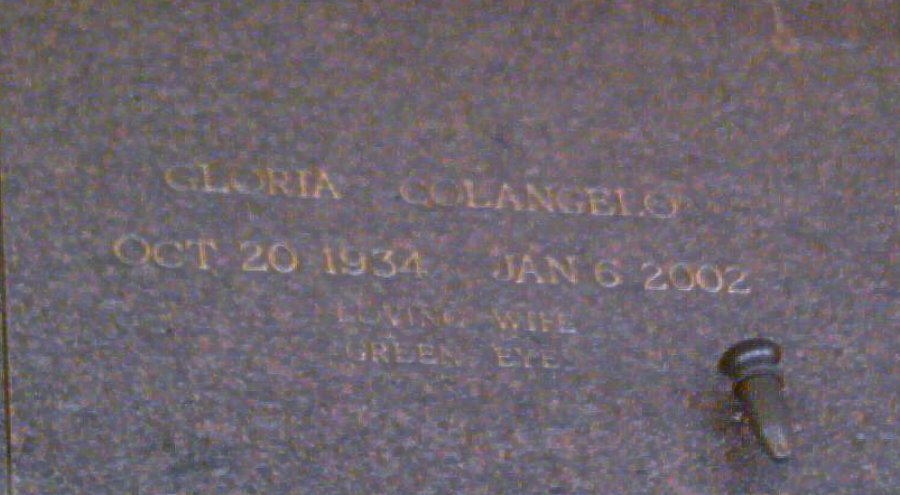 GLORIA COLANGELO
OCT 20 1934 JAN 6 2002
LOVING WIFE
GREEN EYES